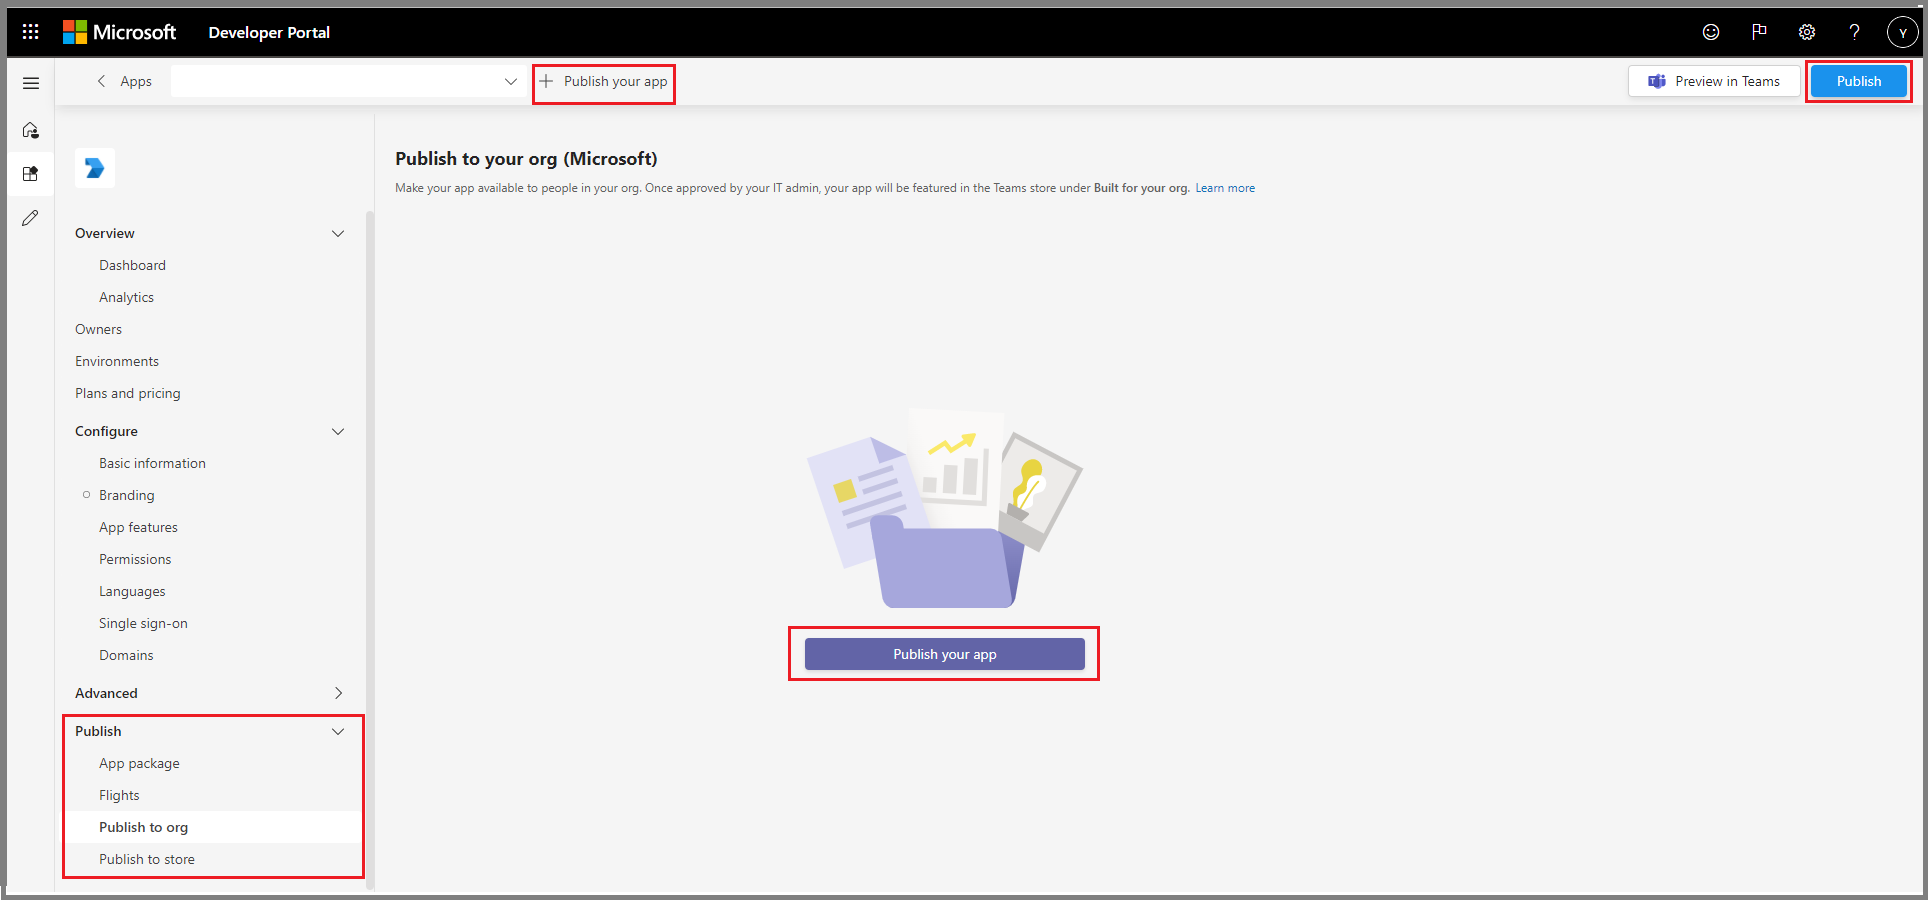 Microsoft Developer Portal
Apps
Publish your app
Preview in Teams
Publish
Publish to your org (Microsoft)
Make your app available to people in your org. Once approved by your IT admin, your app will be featured in the Teams store under Built for your org. Learn more
Overview
Dashboard
Analytics
Owners
Environments
Plans and pricing
Configure
Basic information
Branding
App features
Permissions
Languages
Single sign-on
Domains
Advanced
Publish
App package
Flights
Publish to org
Publish to store
Publish your app
Y